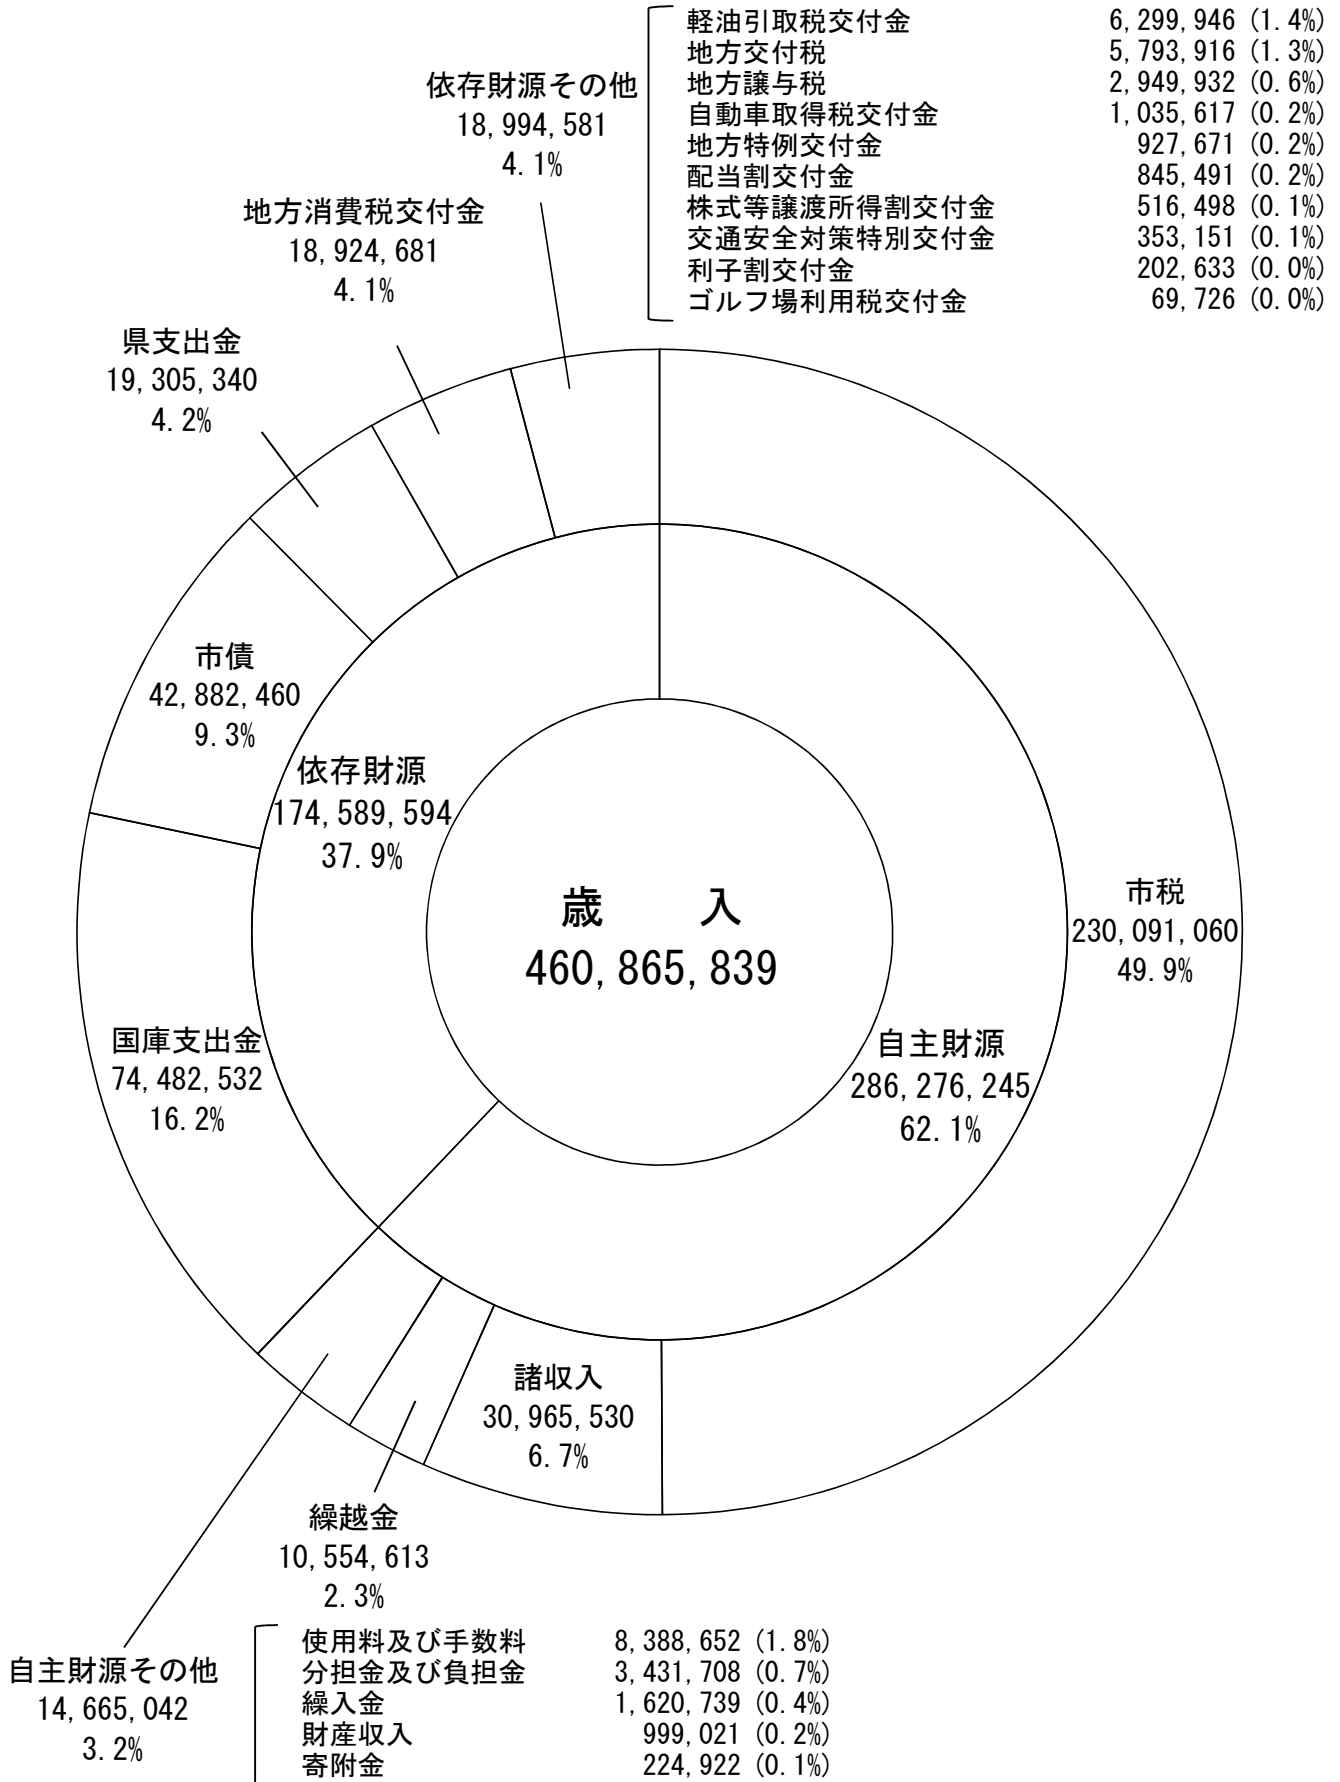 軽油引取税交付金 6,299,946 (1.4%)
地方交付税 5,793,916 (1.3%)
地方譲与税 2,949,932 (0.6%)
自動車取得税交付金 1,035,617 (0.2%)
地方特例交付金 927,671 (0.2%)
配当割交付金 845,491 (0.2%)
株式等譲渡所得割交付金 516,498 (0.1%)
交通安全対策特別交付金 353,151 (0.1%)
利子割交付金 202,633 (0.0%)
ゴルフ場利用税交付金 69,726 (0.0%)
依存財源その他
18,994,581
4.1%
地方消費税交付金
18,924,681
4.1%
県支出金
19,305,340
4.2%
市債
42,882,460
9.3%
依存財源
174,589,594
37.9%
歳 入
460,865,839
市税
230,091,060
49.9%
国庫支出金
74,482,532
16.2%
自主財源
286,276,245
62.1%
諸収入
30,965,530
6.7%
繰越金
10,554,613
2.3%
自主財源その他
14,665,042
3.2%
使用料及び手数料 8,388,652 (1.8%)
分担金及び負担金 3,431,708 (0.7%)
繰入金 1,620,739 (0.4%)
財産収入 999,021 (0.2%)
寄附金 224,922 (0.1%)